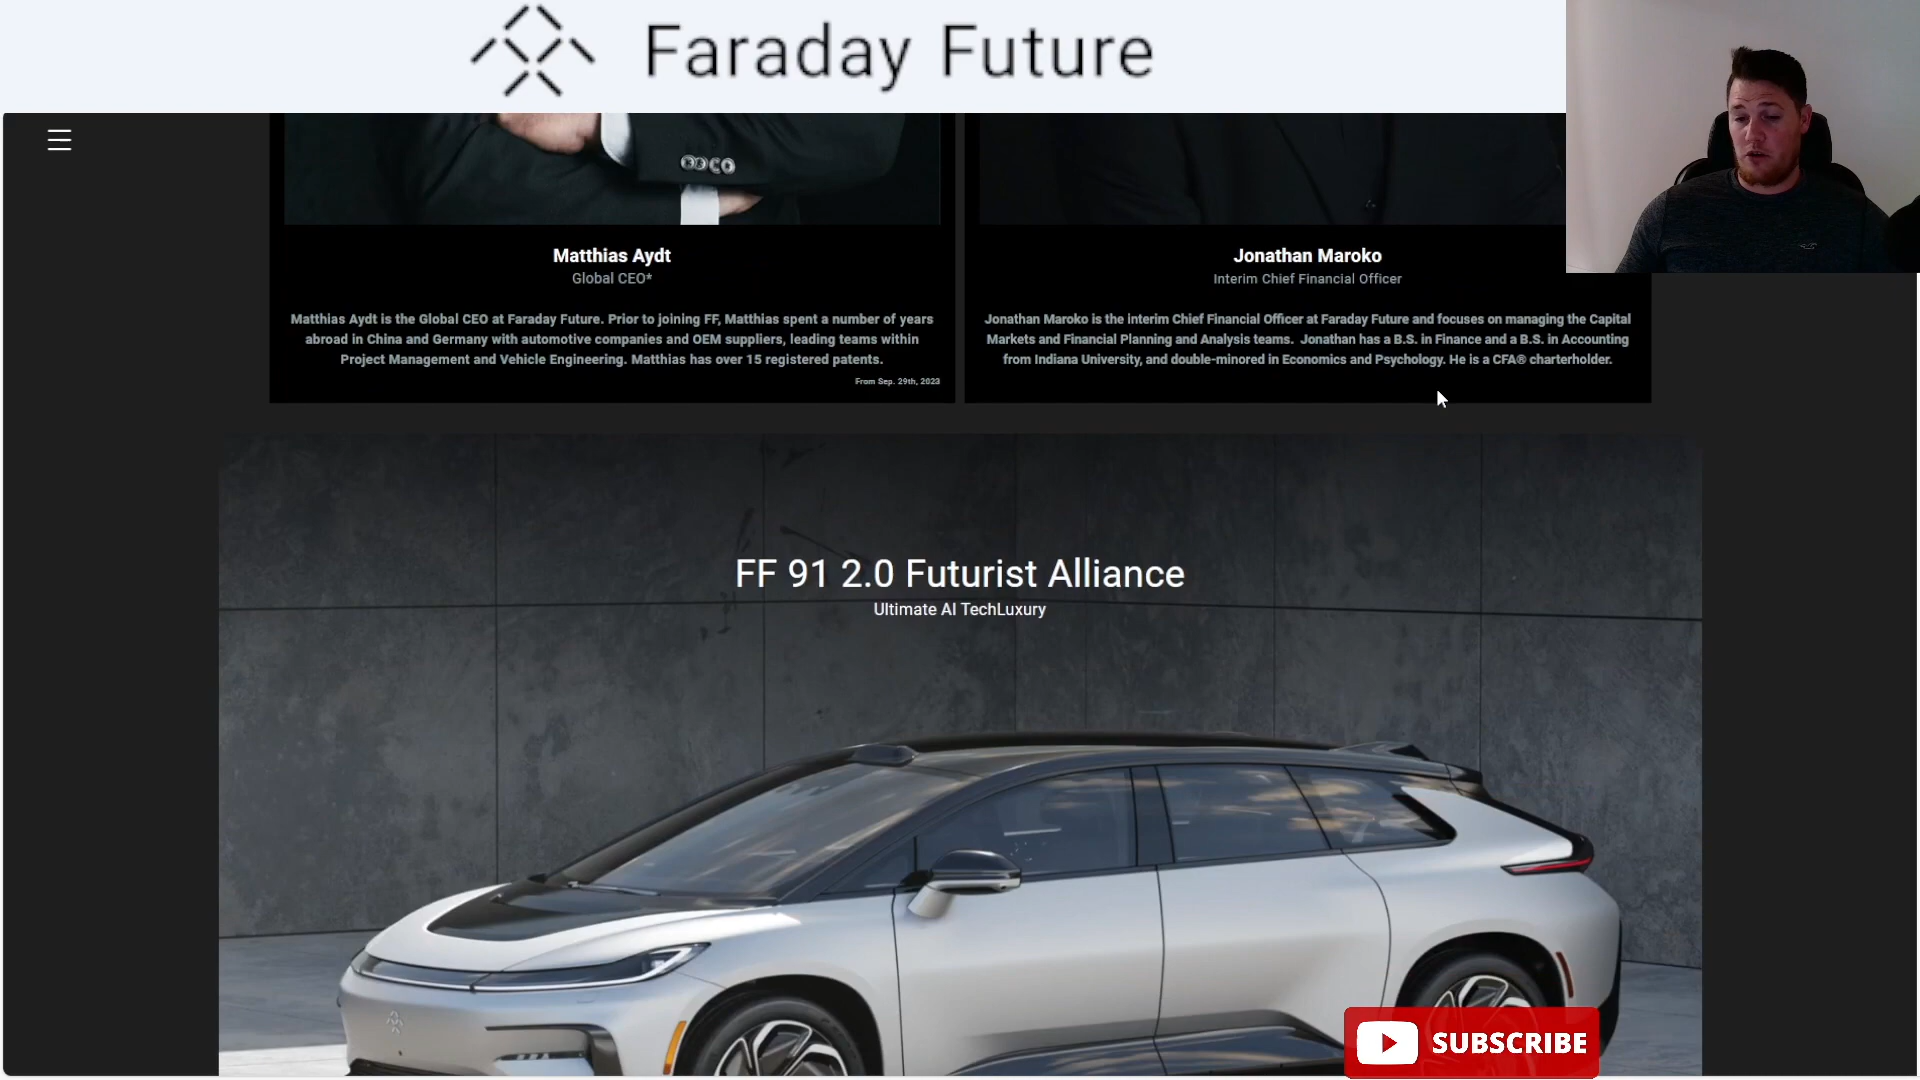 Faraday Future
Matthias Aydt
Global CEO*
Matthias Aydt is the Global CEO at Faraday Future. Prior to joining FF, Matthias spent a number of years
abroad in China and Germany with automotive companies and OEM suppliers, leading teams within
Project Management and Vehicle Engineering. Matthias has over 15 registered patents.
From Sep. 29th, 2023
Jonathan Maroko
Interim Chief Financial Officer
Jonathan Maroko is the interim Chief Financial Officer at Faraday Future and focuses on managing the Capital
Markets and Financial Planning and Analysis teams. Jonathan has a B.S. in Finance and a B.S. in Accounting
from Indiana University, and double-minored in Economics and Psychology. He is a CFA® charterholder.
FF 91 2.0 Futurist Alliance
Ultimate AI TechLuxury
SUBSCRIBE